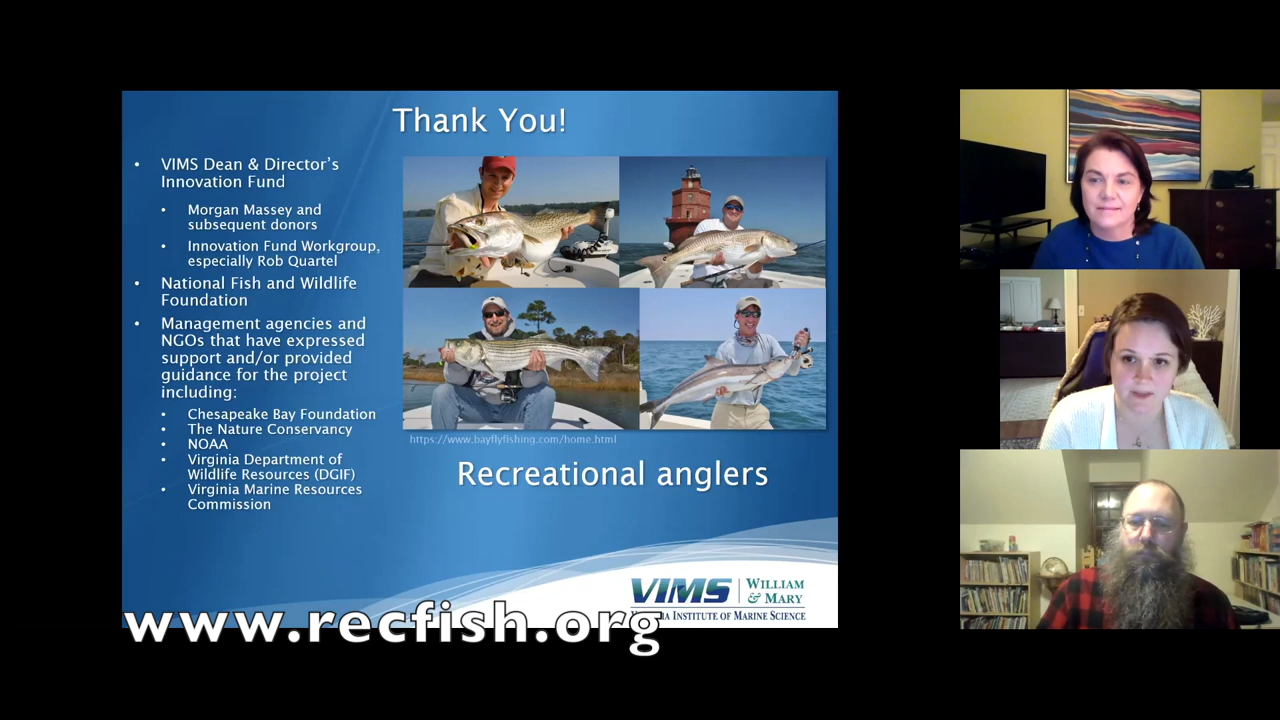 Thank You!
• VIMS Dean & Director's
Innovation Fund
• Morgan Massey and
subsequent donors
• Innovation Fund Workgroup,
especially Rob Quartel
• National Fish and Wildlife
Foundation
• Management agencies and
NGOs that have expressed
support and/or provided
guidance for the project
including:
• Chesapeake Bay Foundation
• The Nature Conservancy
• NOAA
• Virginia Department of
Wildlife Resources (DGIF)
• Virginia Marine Resources
Commission
https://www.bayflyfishing.com/home.html
Recreational anglers
VIMS
WILLIAM
& MARY
INSTITUTE OF MARINE SCIENCE
www.recfish.org